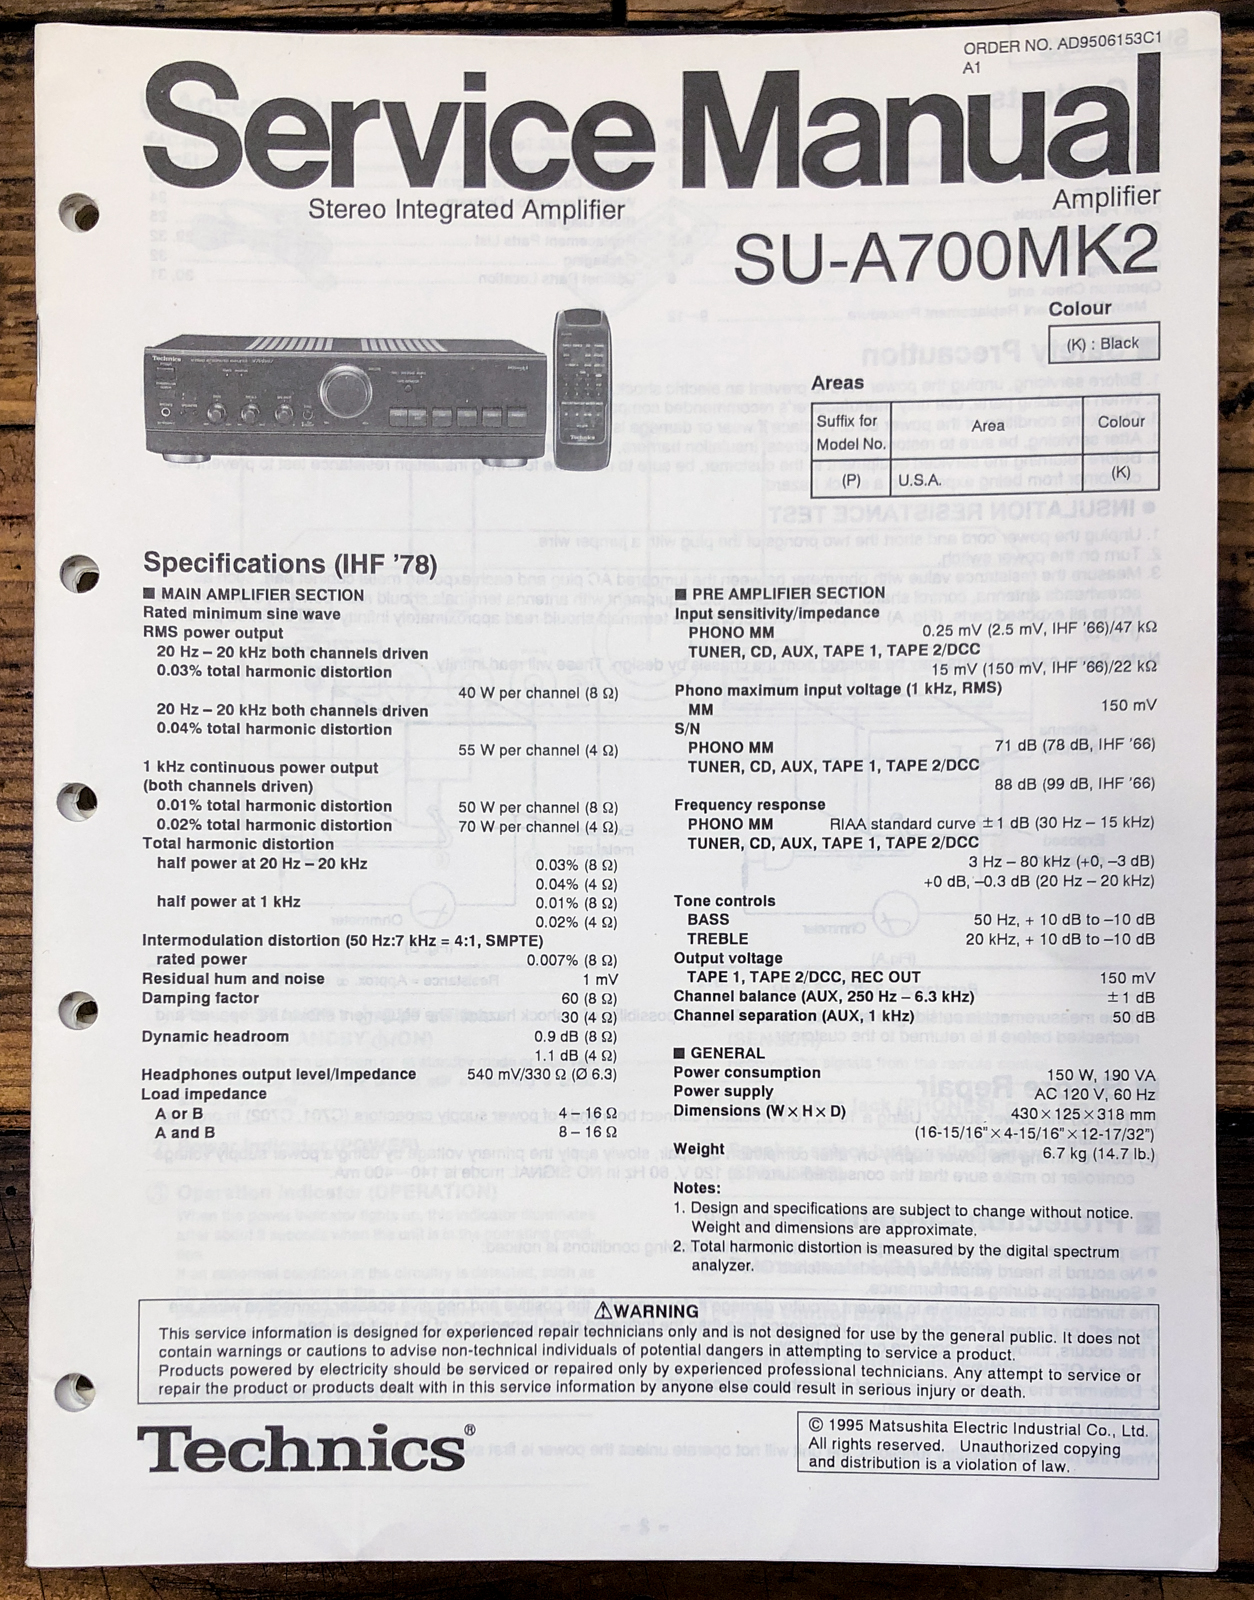 ORDER NO. AD9506153C1
A1
Service Manual
Stereo Integrated Amplifier
Amplifier
SU-A700MK2
Colour
(K) : Black
Areas
Suffix for Model No.
Area
Colour
(P)
U.S.A.
(K)
Technics
Technics
Specifications (IHF '78)
■ MAIN AMPLIFIER SECTION
Rated minimum sine wave
RMS power output
20 Hz – 20 kHz both channels driven
0.03% total harmonic distortion
40 W per channel (8 Ω)
20 Hz – 20 kHz both channels driven
0.04% total harmonic distortion
55 W per channel (4 Ω)
1 kHz continuous power output
(both channels driven)
0.01% total harmonic distortion 50 W per channel (8 Ω)
0.02% total harmonic distortion 70 W per channel (4 Ω)
Total harmonic distortion
half power at 20 Hz – 20 kHz 0.03% (8 Ω)
0.04% (4 Ω)
half power at 1 kHz 0.01% (8 Ω)
0.02% (4 Ω)
Intermodulation distortion (50 Hz:7 kHz = 4:1, SMPTE)
rated power 0.007% (8 Ω)
Residual hum and noise 1 mV
Damping factor 60 (8 Ω)
30 (4 Ω)
Dynamic headroom 0.9 dB (8 Ω)
1.1 dB (4 Ω)
Headphones output level/Impedance 540 mV/330 Ω (Ø 6.3)
Load impedance
A or B 4 – 16 Ω
A and B 8 – 16 Ω
■ PRE AMPLIFIER SECTION
Input sensitivity/impedance
PHONO MM 0.25 mV (2.5 mV, IHF '66)/47 kΩ
TUNER, CD, AUX, TAPE 1, TAPE 2/DCC
15 mV (150 mV, IHF '66)/22 kΩ
Phono maximum input voltage (1 kHz, RMS)
MM 150 mV
S/N
PHONO MM 71 dB (78 dB, IHF '66)
TUNER, CD, AUX, TAPE 1, TAPE 2/DCC
88 dB (99 dB, IHF '66)
Frequency response
PHONO MM RIAA standard curve ±1 dB (30 Hz – 15 kHz)
TUNER, CD, AUX, TAPE 1, TAPE 2/DCC
3 Hz – 80 kHz (+0, –3 dB)
+0 dB, –0.3 dB (20 Hz – 20 kHz)
Tone controls
BASS 50 Hz, + 10 dB to –10 dB
TREBLE 20 kHz, + 10 dB to –10 dB
Output voltage
TAPE 1, TAPE 2/DCC, REC OUT 150 mV
Channel balance (AUX, 250 Hz – 6.3 kHz) ±1 dB
Channel separation (AUX, 1 kHz) 50 dB
■ GENERAL
Power consumption 150 W, 190 VA
Power supply AC 120 V, 60 Hz
Dimensions (W×H×D) 430×125×318 mm
(16-15/16"×4-15/16"×12-17/32")
Weight 6.7 kg (14.7 lb.)
Notes:
1. Design and specifications are subject to change without notice.
Weight and dimensions are approximate.
2. Total harmonic distortion is measured by the digital spectrum
analyzer.
⚠WARNING
This service information is designed for experienced repair technicians only and is not designed for use by the general public. It does not
contain warnings or cautions to advise non-technical individuals of potential dangers in attempting to service a product.
Products powered by electricity should be serviced or repaired only by experienced professional technicians. Any attempt to service or
repair the product or products dealt with in this service information by anyone else could result in serious injury or death.
Technics®
© 1995 Matsushita Electric Industrial Co., Ltd.
All rights reserved. Unauthorized copying
and distribution is a violation of law.